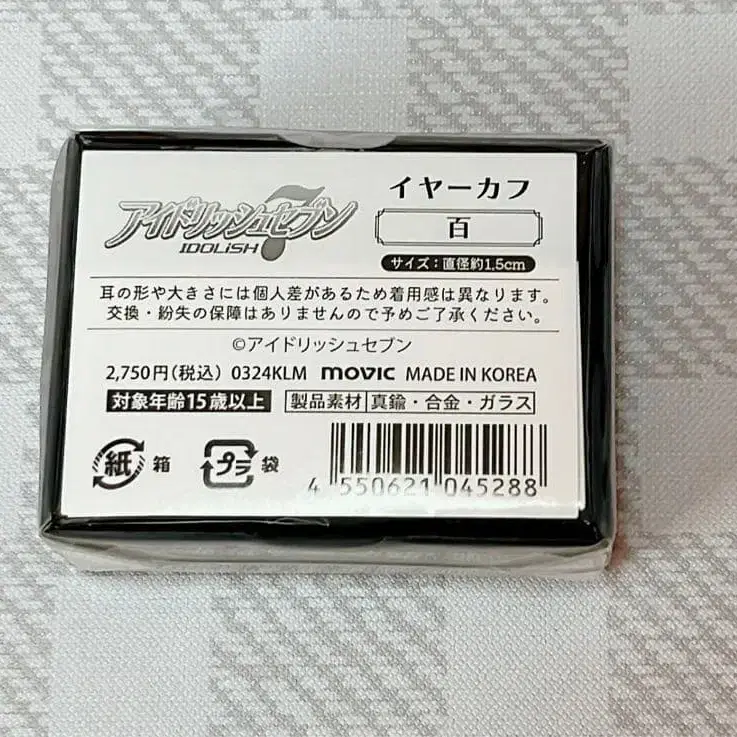 アイドリッシュセブン
7
IDOLiSH
イヤーカフ
百
サイズ：直径約1.5cm
耳の形や大きさには個人差があるため着用感は異なります。
交換・紛失の保障はありませんので予めご了承ください。
©アイドリッシュセブン
2,750円(税込) 0324KLM movic MADE IN KOREA
対象年齢15歳以上 製品素材 真鍮・合金・ガラス
紙 箱 プラ 袋
4 550621 045288